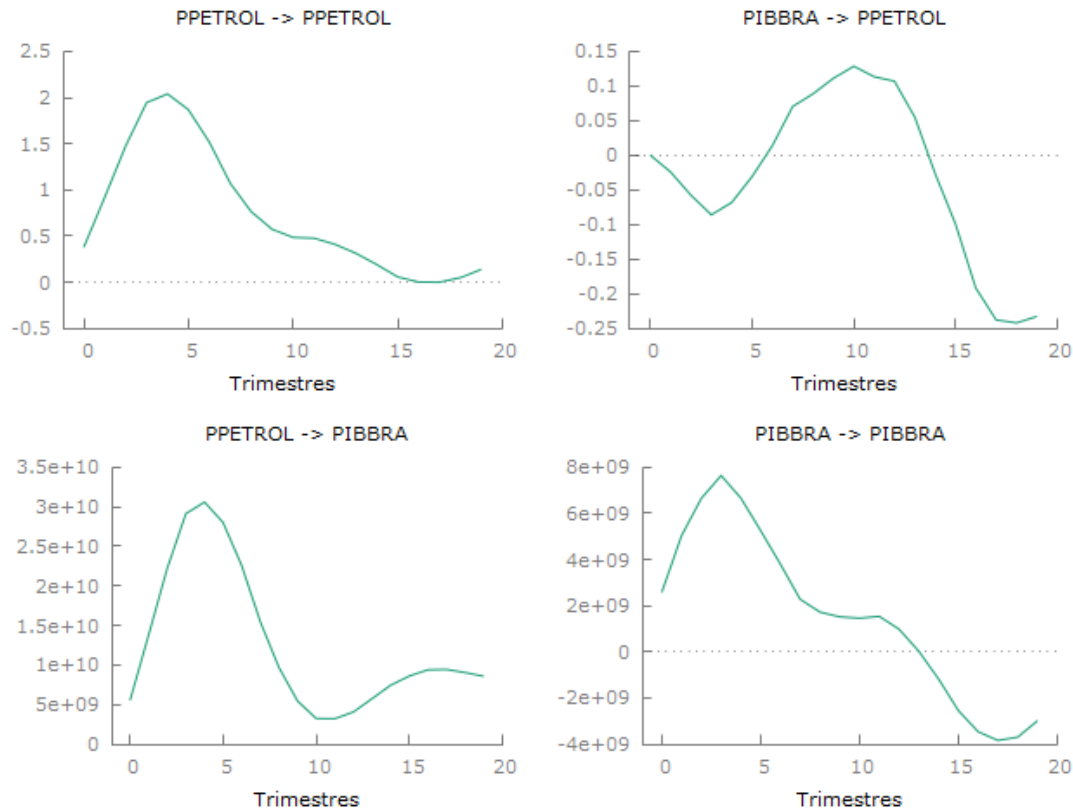 PPETROL -> PPETROL
2.5
2
1.5
1
0.5
0
-0.5
0 5 10 15 20
Trimestres
PIBBRA -> PPETROL
0.15
0.1
0.05
0
-0.05
-0.1
-0.15
-0.2
-0.25
0 5 10 15 20
Trimestres
PPETROL -> PIBBRA
3.5e+10
3e+10
2.5e+10
2e+10
1.5e+10
1e+10
5e+09
0
0 5 10 15 20
Trimestres
PIBBRA -> PIBBRA
8e+09
6e+09
4e+09
2e+09
0
-2e+09
-4e+09
0 5 10 15 20
Trimestres